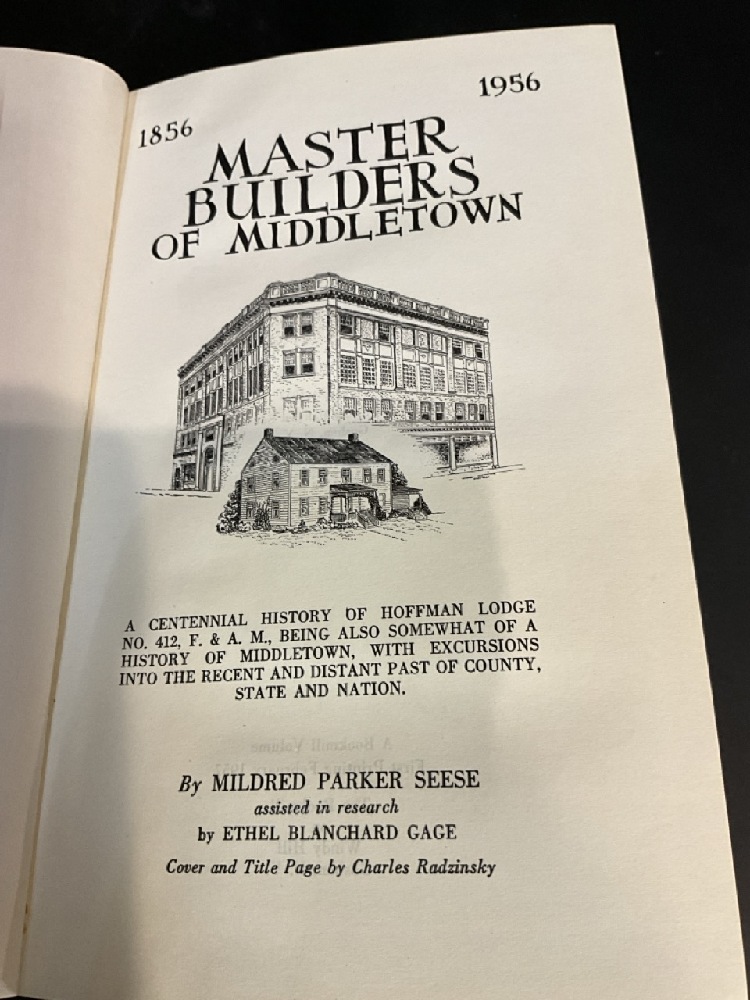 1856 1956
MASTER
BUILDERS
OF MIDDLETOWN
A CENTENNIAL HISTORY OF HOFFMAN LODGE
NO. 412, F. & A. M., BEING ALSO SOMEWHAT OF A
HISTORY OF MIDDLETOWN, WITH EXCURSIONS
INTO THE RECENT AND DISTANT PAST OF COUNTY,
STATE AND NATION.
By MILDRED PARKER SEESE
assisted in research
by ETHEL BLANCHARD GAGE
Cover and Title Page by Charles Radzinsky